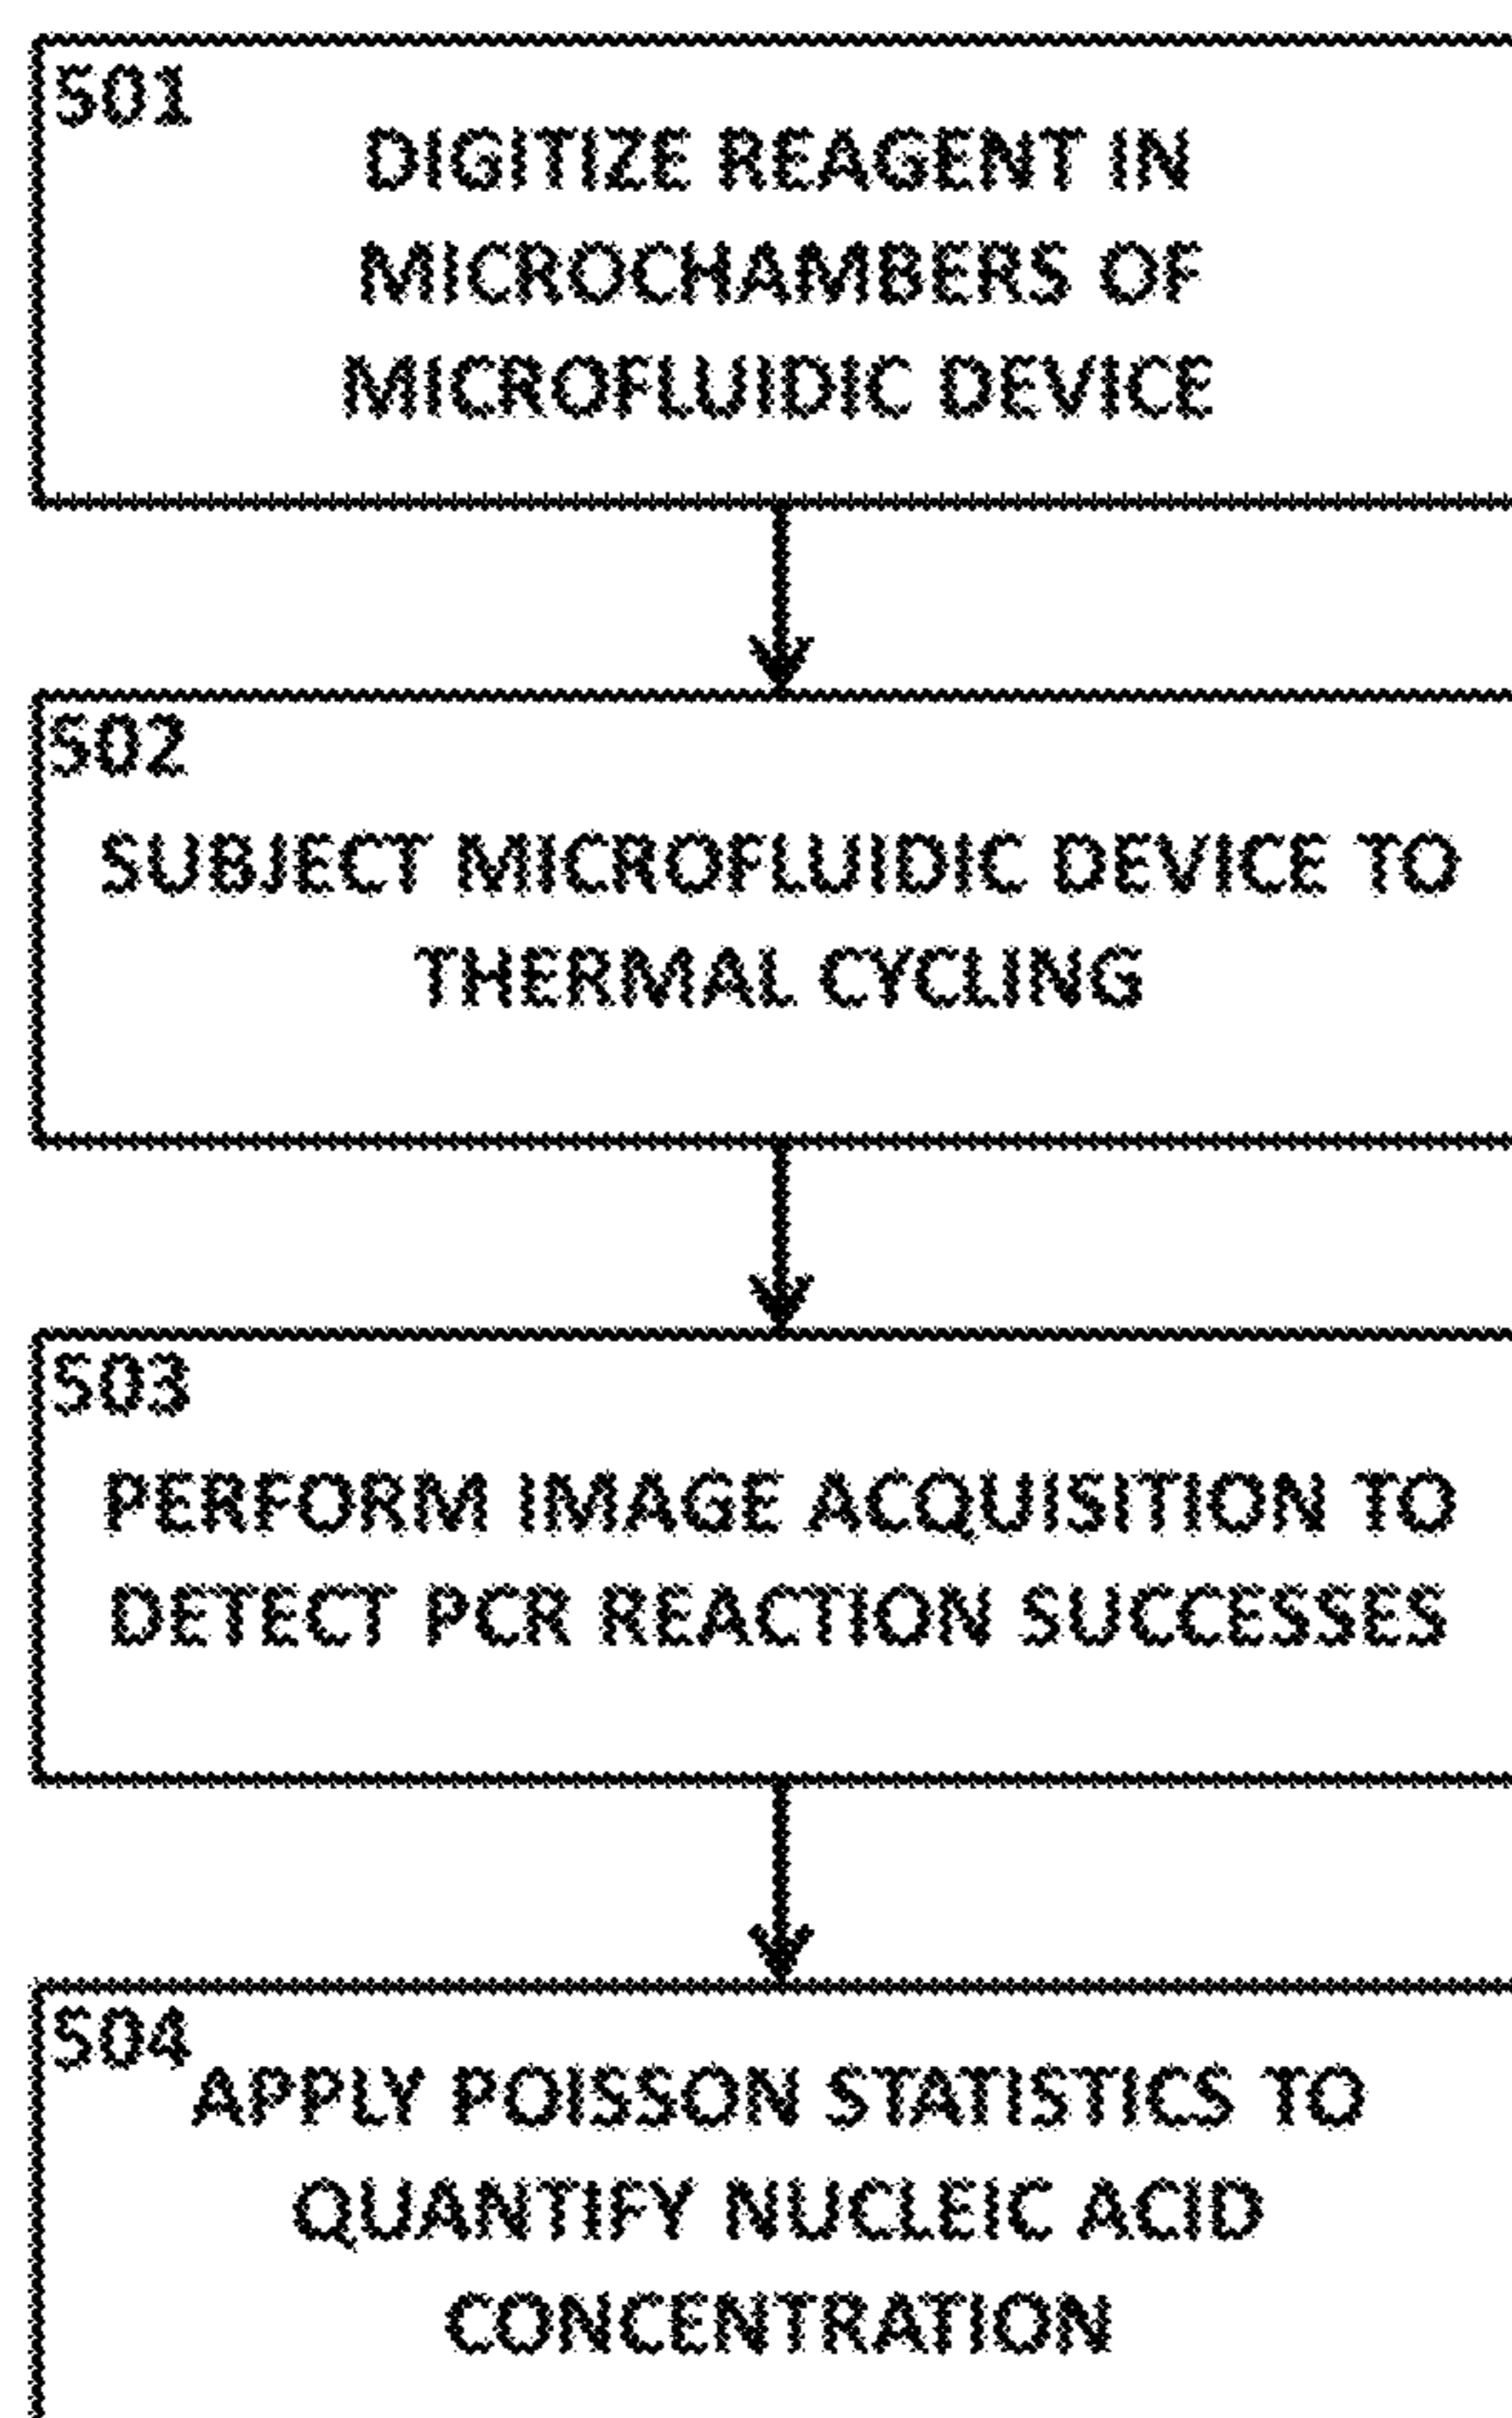 501
DIGITIZE REAGENT IN
MICROCHAMBERS OF
MICROFLUIDIC DEVICE
502
SUBJECT MICROFLUIDIC DEVICE TO
THERMAL CYCLING
503
PERFORM IMAGE ACQUISITION TO
DETECT PCR REACTION SUCCESSES
504
APPLY POISSON STATISTICS TO
QUANTIFY NUCLEIC ACID
CONCENTRATION